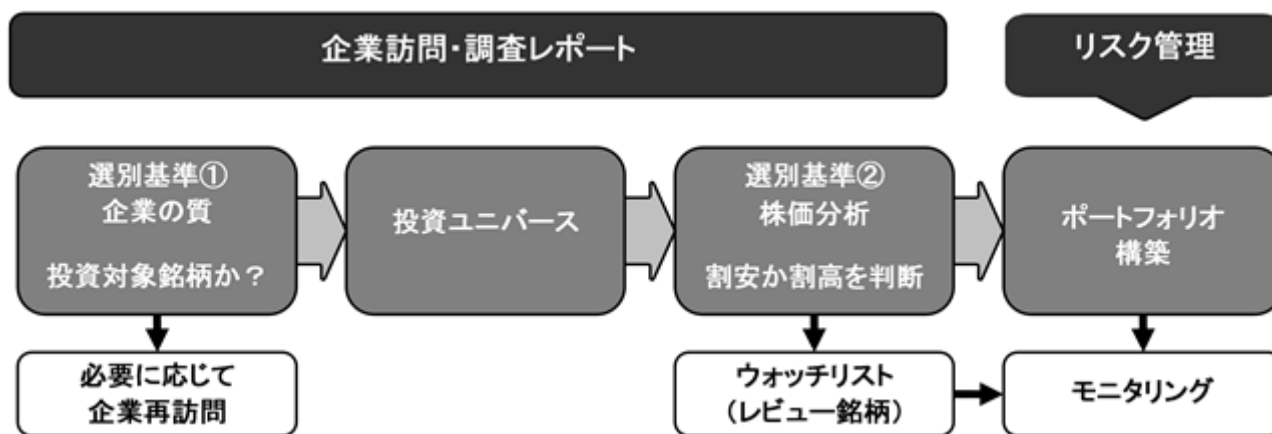 企業訪問・調査レポート
リスク管理
選別基準①
企業の質
投資対象銘柄か？
投資ユニバース
選別基準②
株価分析
割安か割高を判断
ポートフォリオ
構築
必要に応じて
企業再訪問
ウォッチリスト
（レビュー銘柄）
モニタリング